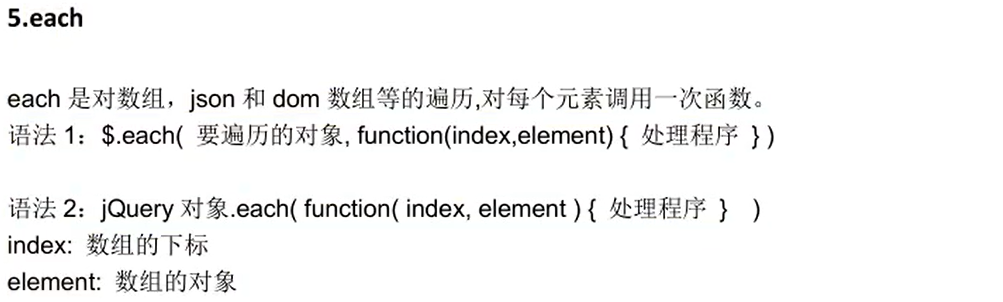 5.each
each 是对数组，json 和 dom 数组等的遍历,对每个元素调用一次函数。
语法 1：$.each( 要遍历的对象, function(index,element) { 处理程序 } )
语法 2：jQuery 对象.each( function( index, element ) { 处理程序 } )
index: 数组的下标
element: 数组的对象